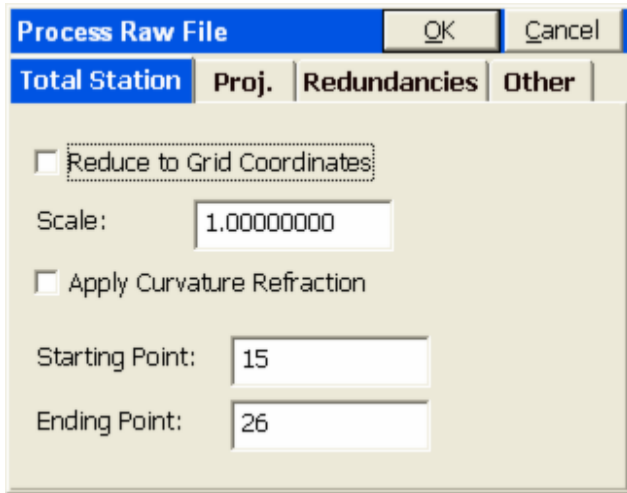 Process Raw File OK Cancel
Total Station Proj. Redundancies Other
Reduce to Grid Coordinates
Scale: 1.00000000
Apply Curvature Refraction
Starting Point: 15
Ending Point: 26